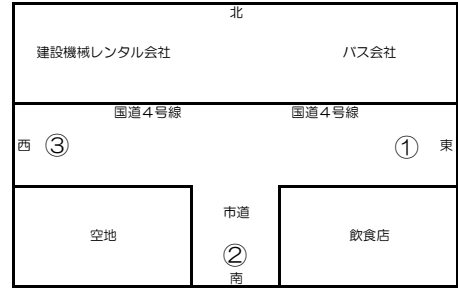 北
建設機械レンタル会社
バス会社
国道4号線
国道4号線
西
③
①
東
空地
市道
飲食店
②
南